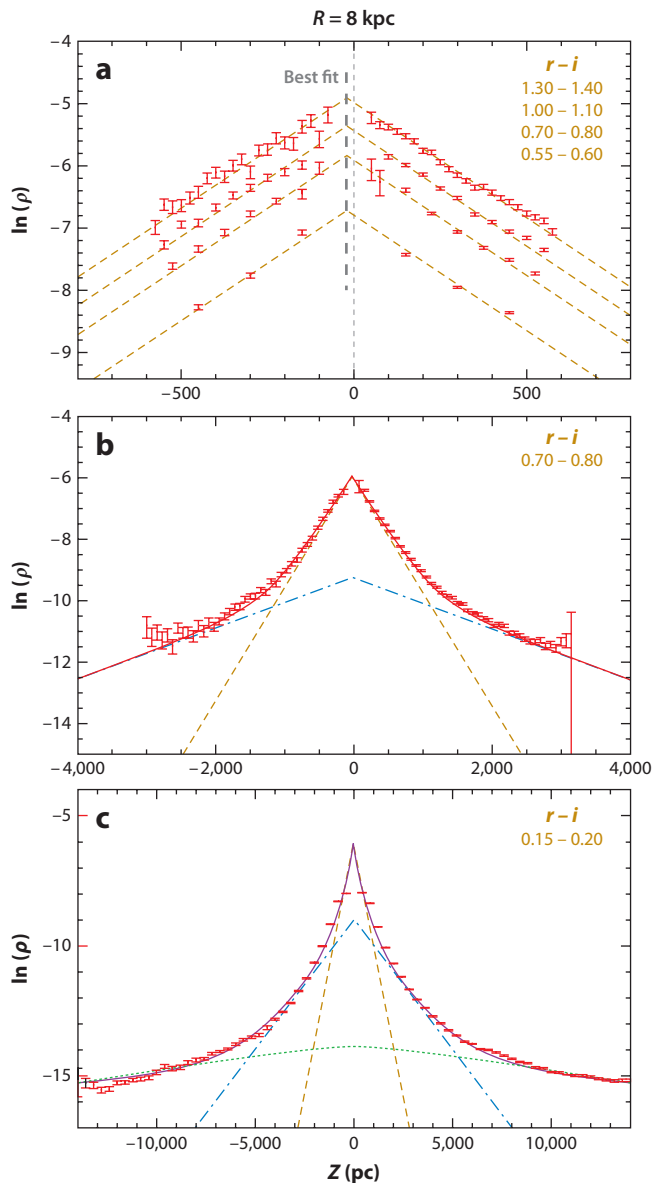 R = 8 kpc
a
Best fit
r – i
1.30 – 1.40
1.00 – 1.10
0.70 – 0.80
0.55 – 0.60
ln (ρ)
−4
−5
−6
−7
−8
−9
−500
0
500
b
r – i
0.70 – 0.80
ln (ρ)
−4
−6
−8
−10
−12
−14
−4,000
−2,000
0
2,000
4,000
c
r – i
0.15 – 0.20
ln (ρ)
−5
−10
−15
−10,000
−5,000
0
5,000
10,000
Z (pc)